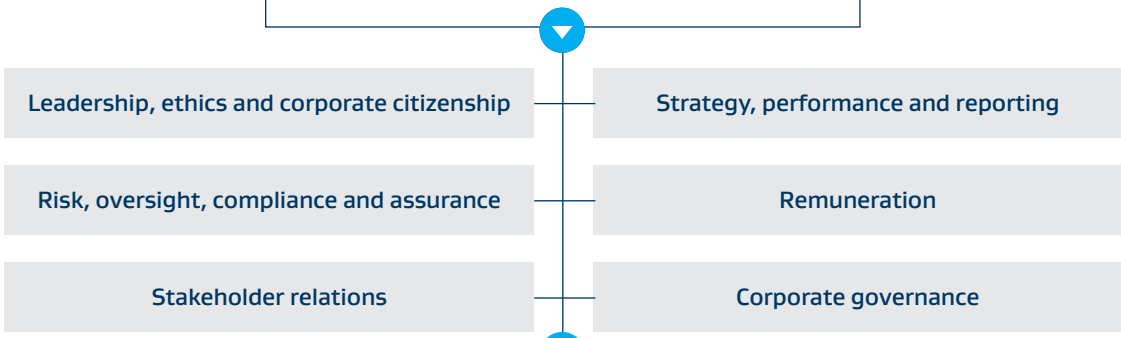 Leadership, ethics and corporate citizenship
Strategy, performance and reporting
Risk, oversight, compliance and assurance
Remuneration
Stakeholder relations
Corporate governance